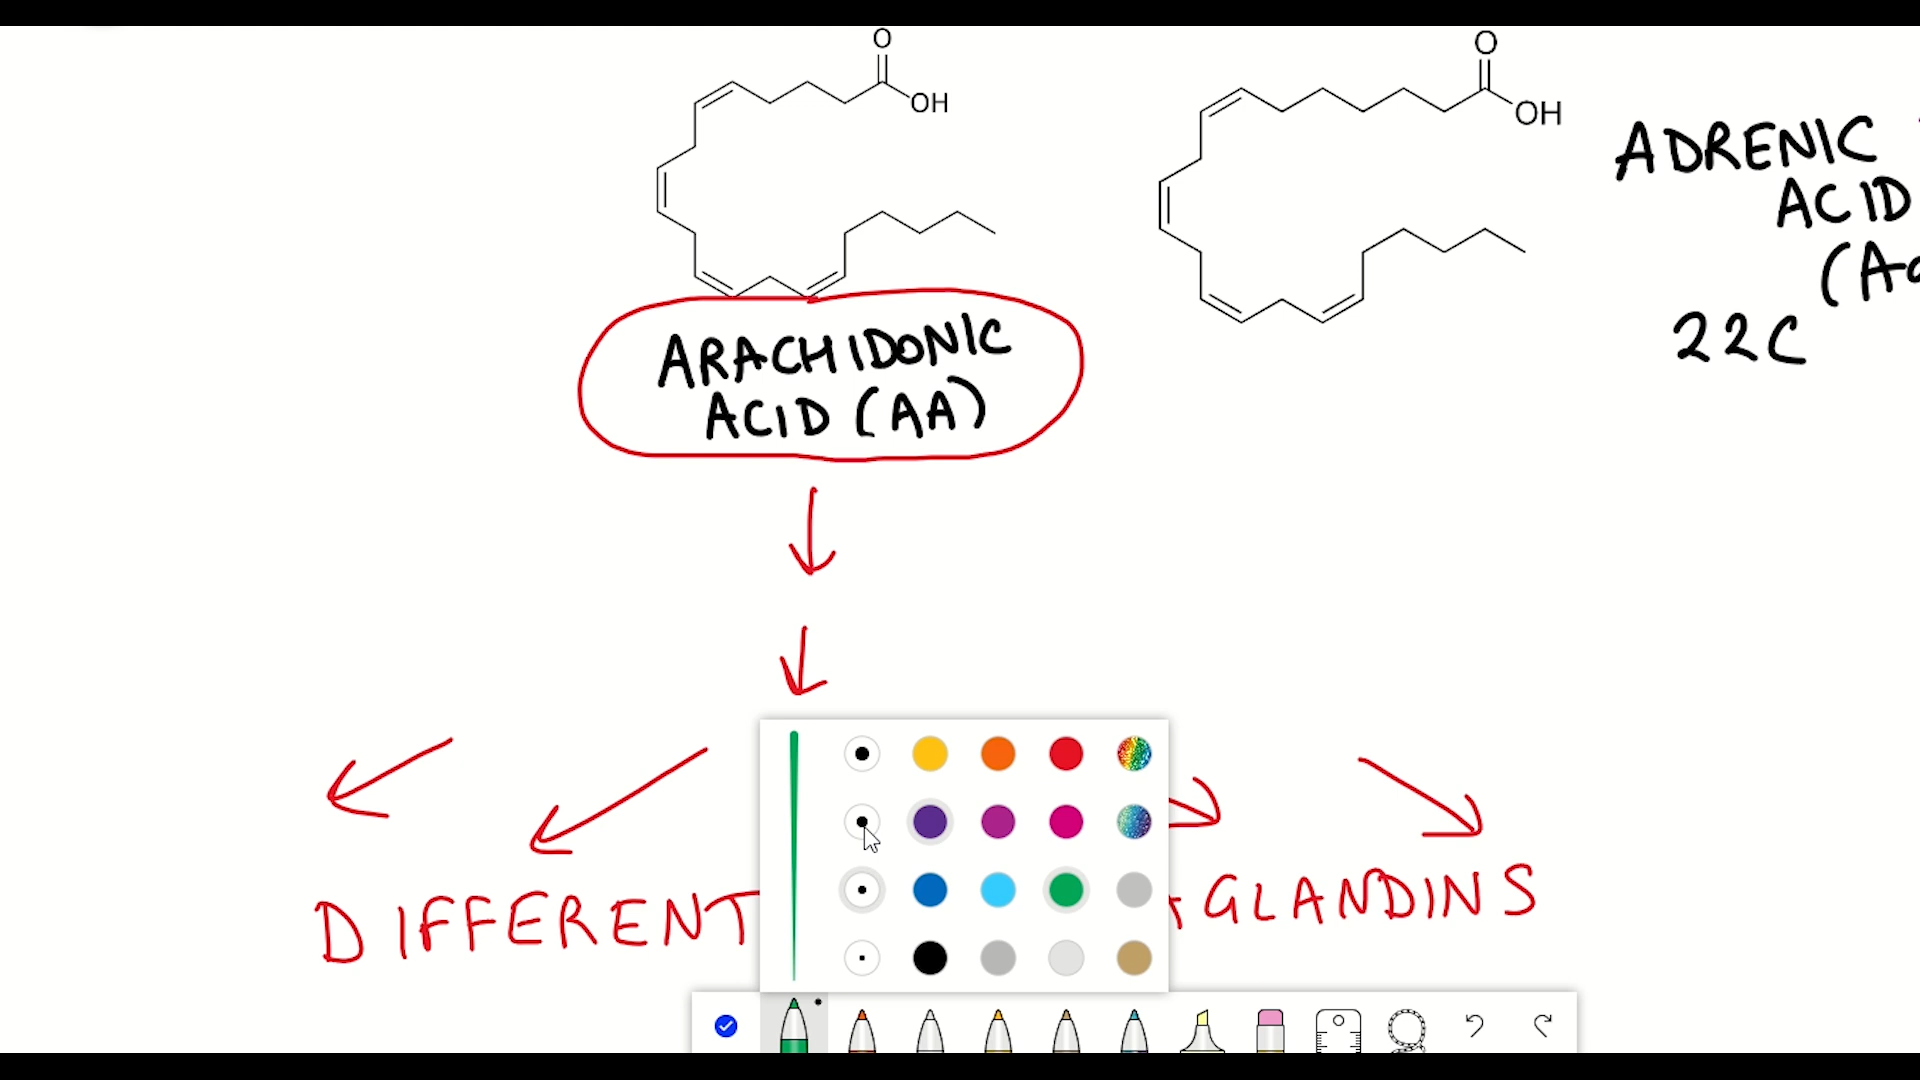 O
OH
O
OH
ADRENIC
ACID
22C
ARACHIDONIC
ACID (AA)
DIFFERENT
GLANDINS